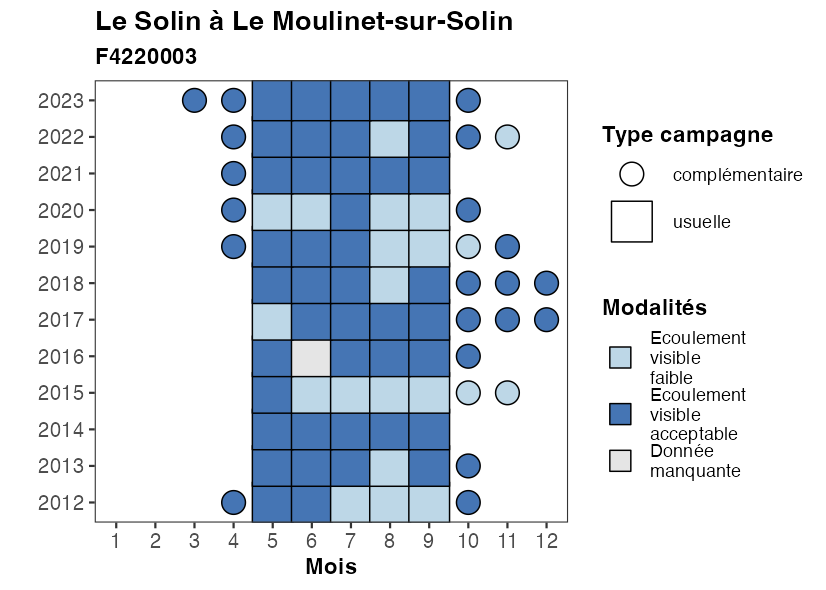 Le Solin à Le Moulinet-sur-Solin
F4220003
2023
2022
2021
2020
2019
2018
2017
2016
2015
2014
2013
2012
1 2 3 4 5 6 7 8 9 10 11 12
Mois
Type campagne
complémentaire
usuelle
Modalités
Ecoulement
visible
faible
Ecoulement
visible
acceptable
Donnée
manquante